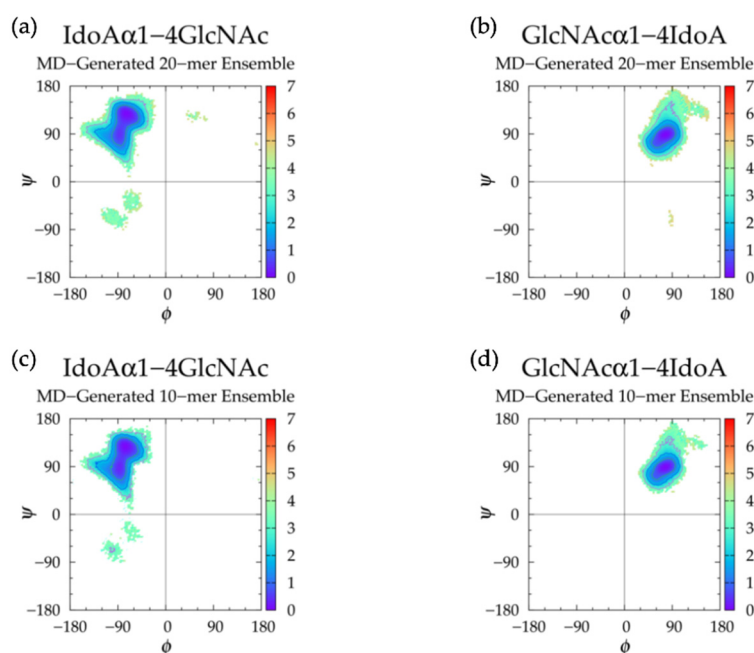 (a)
IdoAα1−4GlcNAc
MD−Generated 20−mer Ensemble
180
90
0
−90
−180
ψ
−180 −90 0 90 180
ϕ
7
6
5
4
3
2
1
0
(b)
GlcNAcα1−4IdoA
MD−Generated 20−mer Ensemble
180
90
0
−90
−180
ψ
−180 −90 0 90 180
ϕ
7
6
5
4
3
2
1
0
(c)
IdoAα1−4GlcNAc
MD−Generated 10−mer Ensemble
180
90
0
−90
−180
ψ
−180 −90 0 90 180
ϕ
7
6
5
4
3
2
1
0
(d)
GlcNAcα1−4IdoA
MD−Generated 10−mer Ensemble
180
90
0
−90
−180
ψ
−180 −90 0 90 180
ϕ
7
6
5
4
3
2
1
0